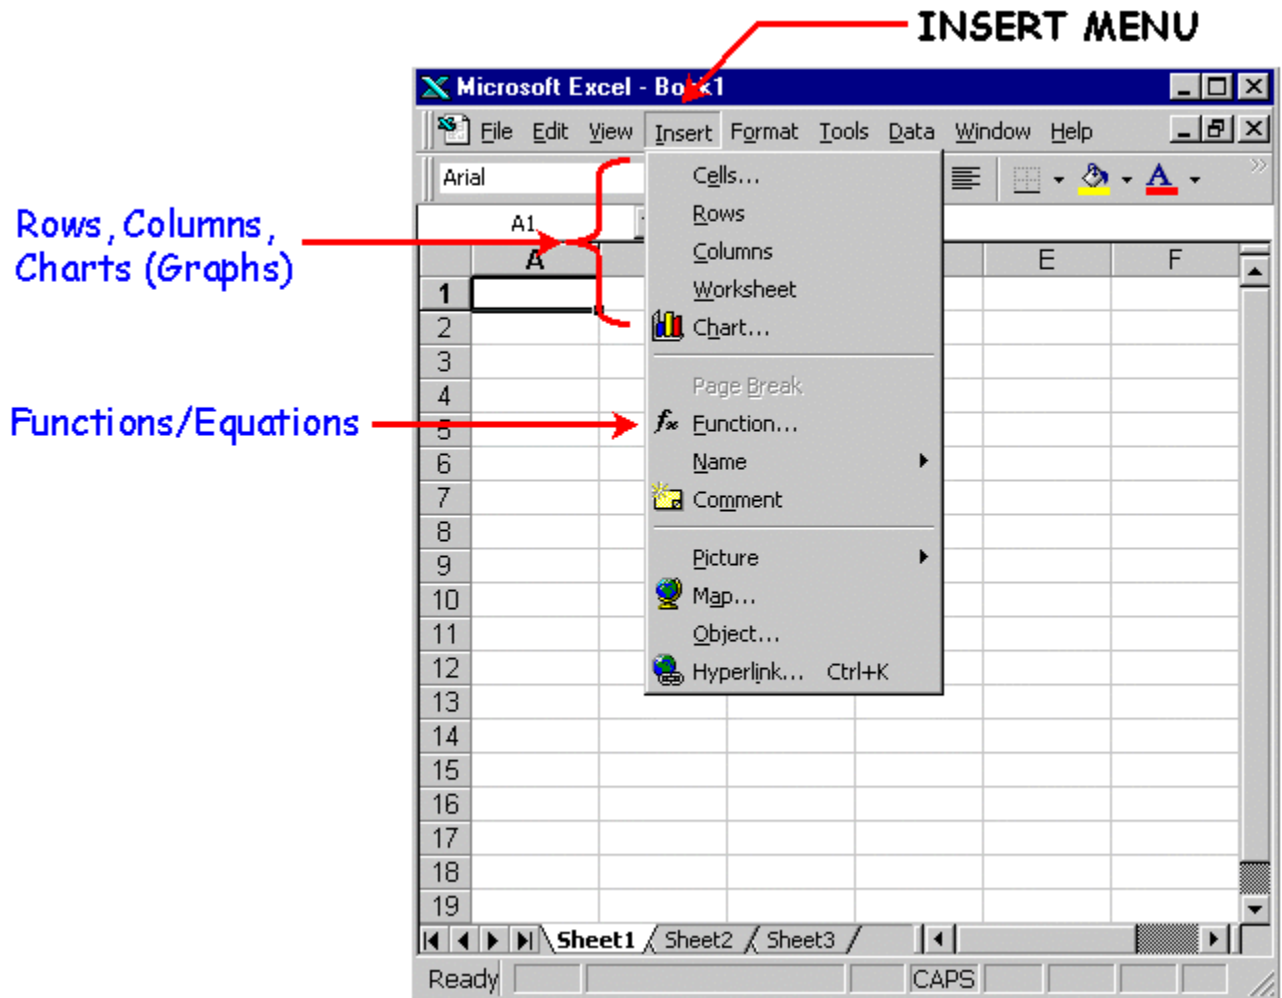 INSERT MENU
Microsoft Excel - Book1
File Edit View Insert Format Tools Data Window Help
Arial
A
A1
Rows, Columns,
Charts (Graphs)
Functions/Equations
Cells...
Rows
Columns
Worksheet
Chart...
Page Break
Function...
Name
Comment
Picture
Map...
Object...
Hyperlink... Ctrl+K
A E F
1
2
3
4
5
6
7
8
9
10
11
12
13
14
15
16
17
18
19
Sheet1 Sheet2 Sheet3
Ready CAPS